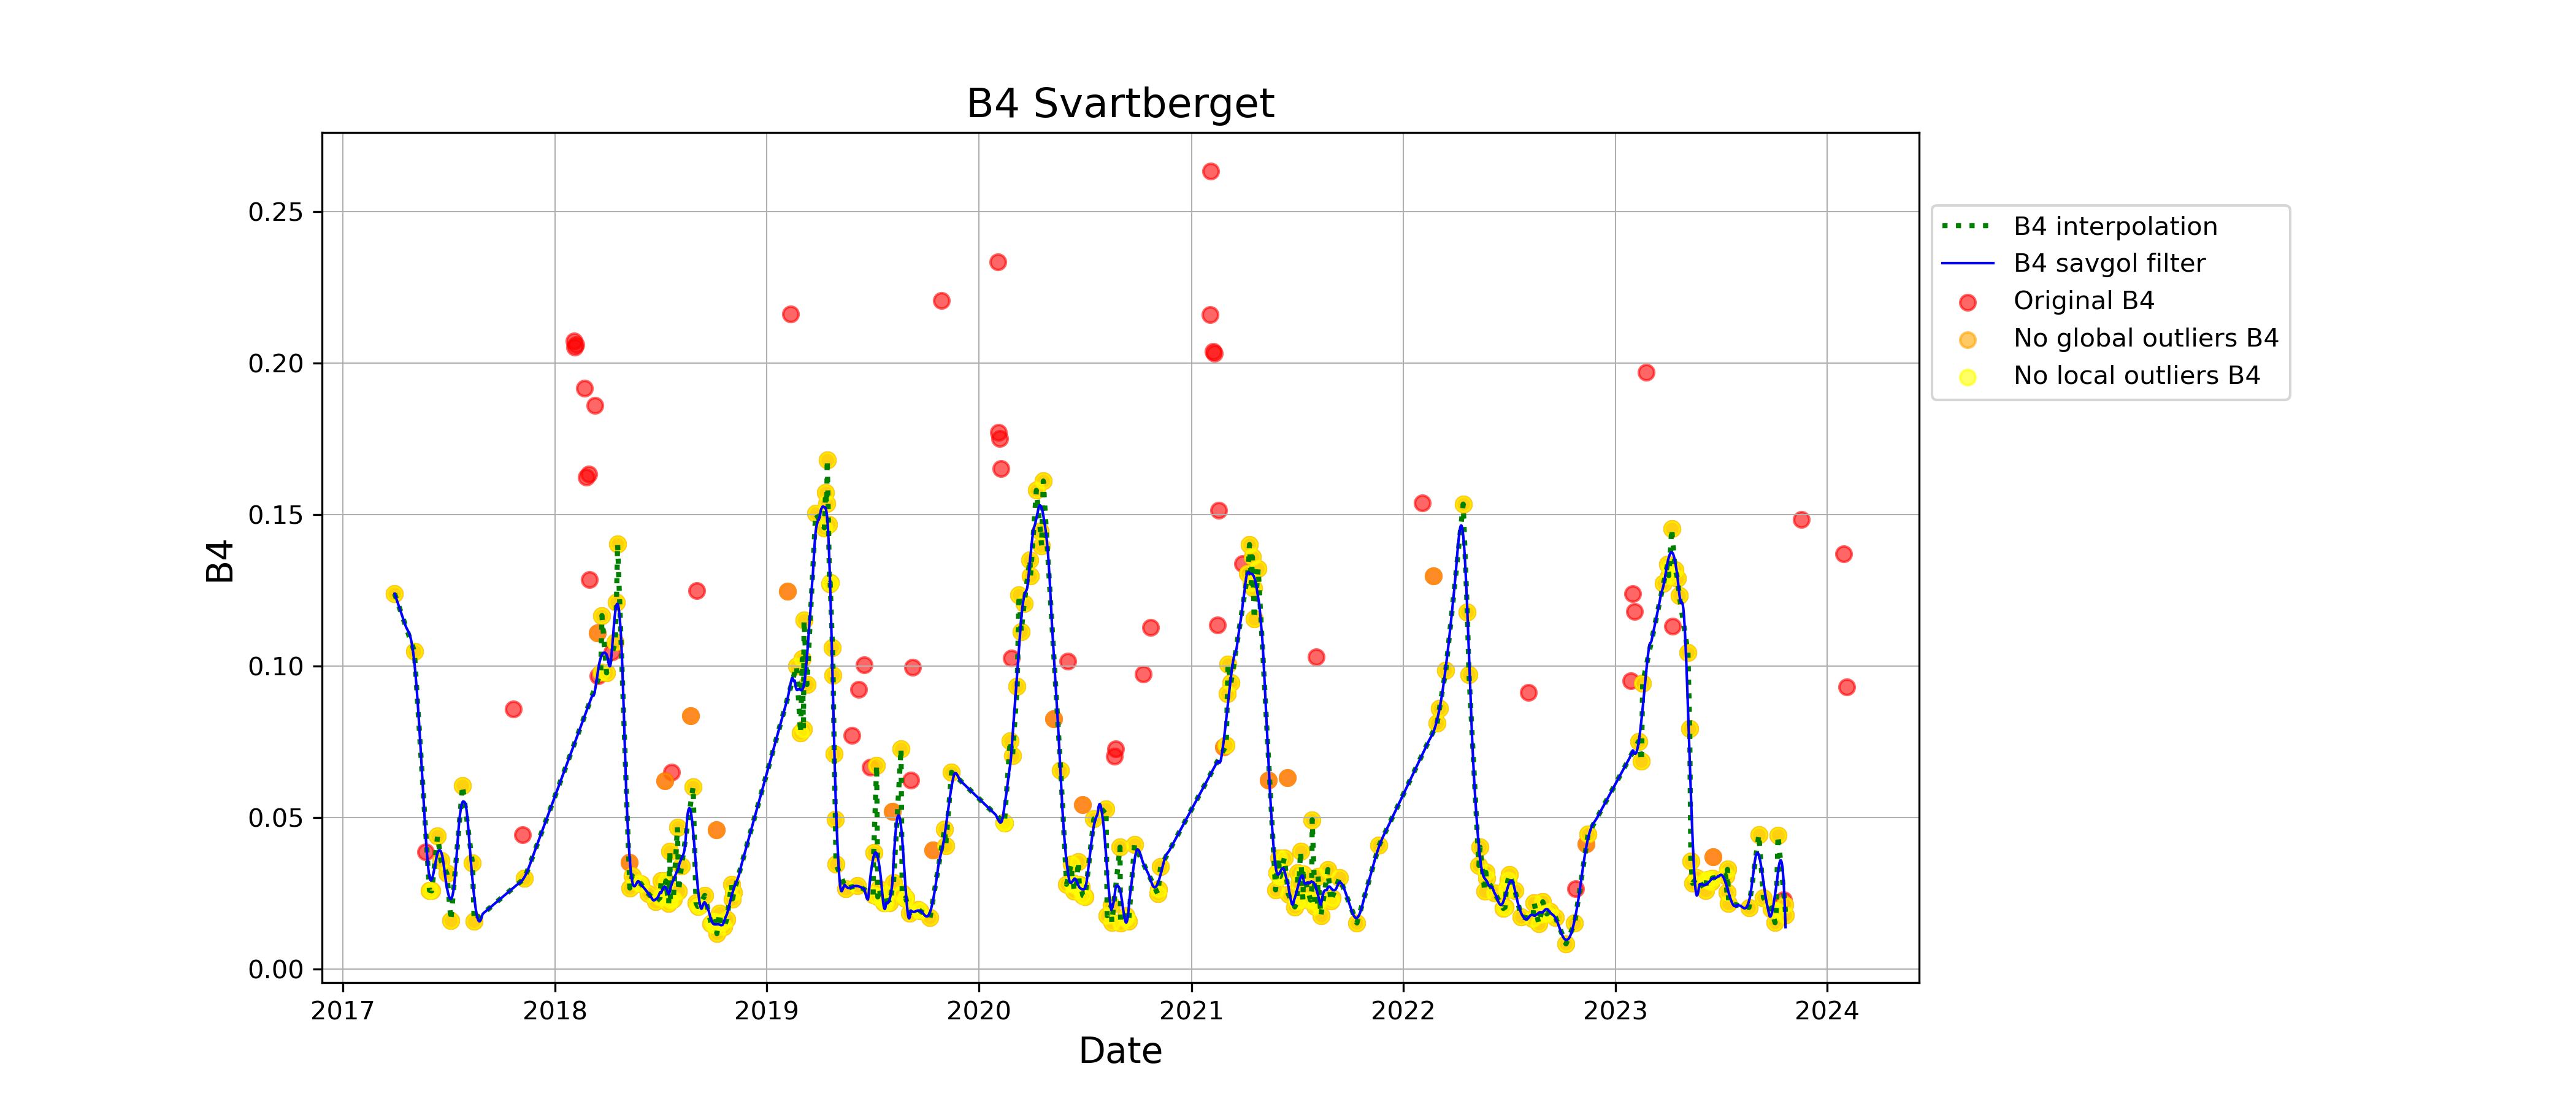 B4 Svartberget
B4
0.25
0.20
0.15
0.10
0.05
0.00
2017 2018 2019 2020 2021 2022 2023 2024
Date
B4 interpolation
B4 savgol filter
Original B4
No global outliers B4
No local outliers B4